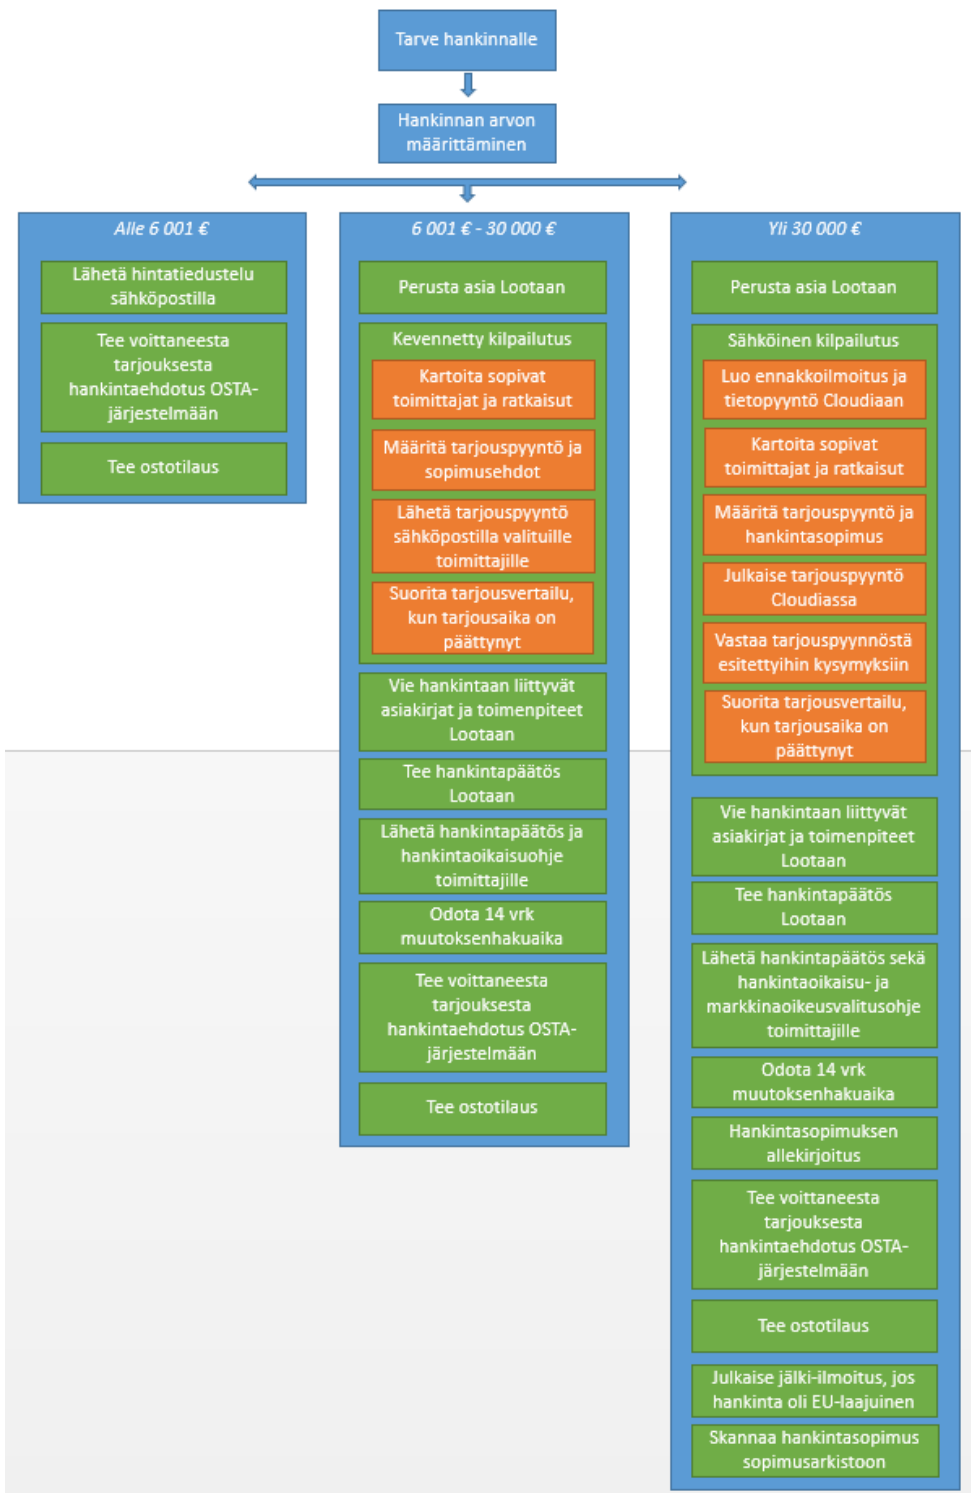 Tarve hankinnalle
Hankinnan arvon
määrittäminen
Alle 6 001 €
Lähetä hintatiedustelu
sähköpostilla
Tee voittaneesta
tarjouksesta
hankintaehdotus OSTA-
järjestelmään
Tee ostotilaus
6 001 € - 30 000 €
Perusta asia Lootaan
Kevennetty kilpailutus
Kartoita sopivat
toimittajat ja ratkaisut
Määritä tarjouspyyntö ja
sopimusehdot
Lähetä tarjouspyyntö
sähköpostilla valituille
toimittajille
Suorita tarjousvertailu,
kun tarjousaika on
päättynyt
Vie hankintaan liittyvät
asiakirjat ja toimenpiteet
Lootaan
Tee hankintapäätös
Lootaan
Lähetä hankintapäätös ja
hankintaoikaisuohje
toimittajille
Odota 14 vrk
muutoksenhakuaika
Tee voittaneesta
tarjouksesta
hankintaehdotus OSTA-
järjestelmään
Tee ostotilaus
Yli 30 000 €
Perusta asia Lootaan
Sähköinen kilpailutus
Luo ennakkoilmoitus ja
tietopyyntö Cloudiaan
Kartoita sopivat
toimittajat ja ratkaisut
Määritä tarjouspyyntö ja
hankintasopimus
Julkaise tarjouspyyntö
Cloudiassa
Vastaa tarjouspyynnöstä
esitettyihin kysymyksiin
Suorita tarjousvertailu,
kun tarjousaika on
päättynyt
Vie hankintaan liittyvät
asiakirjat ja toimenpiteet
Lootaan
Tee hankintapäätös
Lootaan
Lähetä hankintapäätös sekä
hankintaoikaisu- ja
markkinaoikeusvalitusohje
toimittajille
Odota 14 vrk
muutoksenhakuaika
Hankintasopimuksen
allekirjoitus
Tee voittaneesta
tarjouksesta
hankintaehdotus OSTA-
järjestelmään
Tee ostotilaus
Julkaise jälki-ilmoitus, jos
hankinta oli EU-laajuinen
Skannaa hankintasopimus
sopimusarkistoon